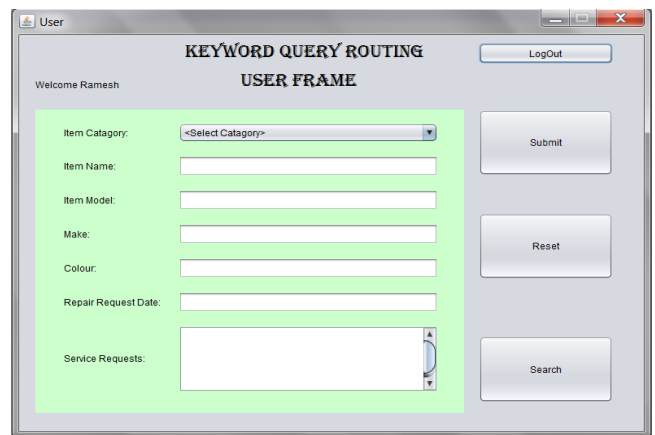 User
KEYWORD QUERY ROUTING
USER FRAME
LogOut
Welcome Ramesh
Item Catagory:
<Select Catagory>
Item Name:
Item Model:
Make:
Colour:
Repair Request Date:
Service Requests:
Submit
Reset
Search